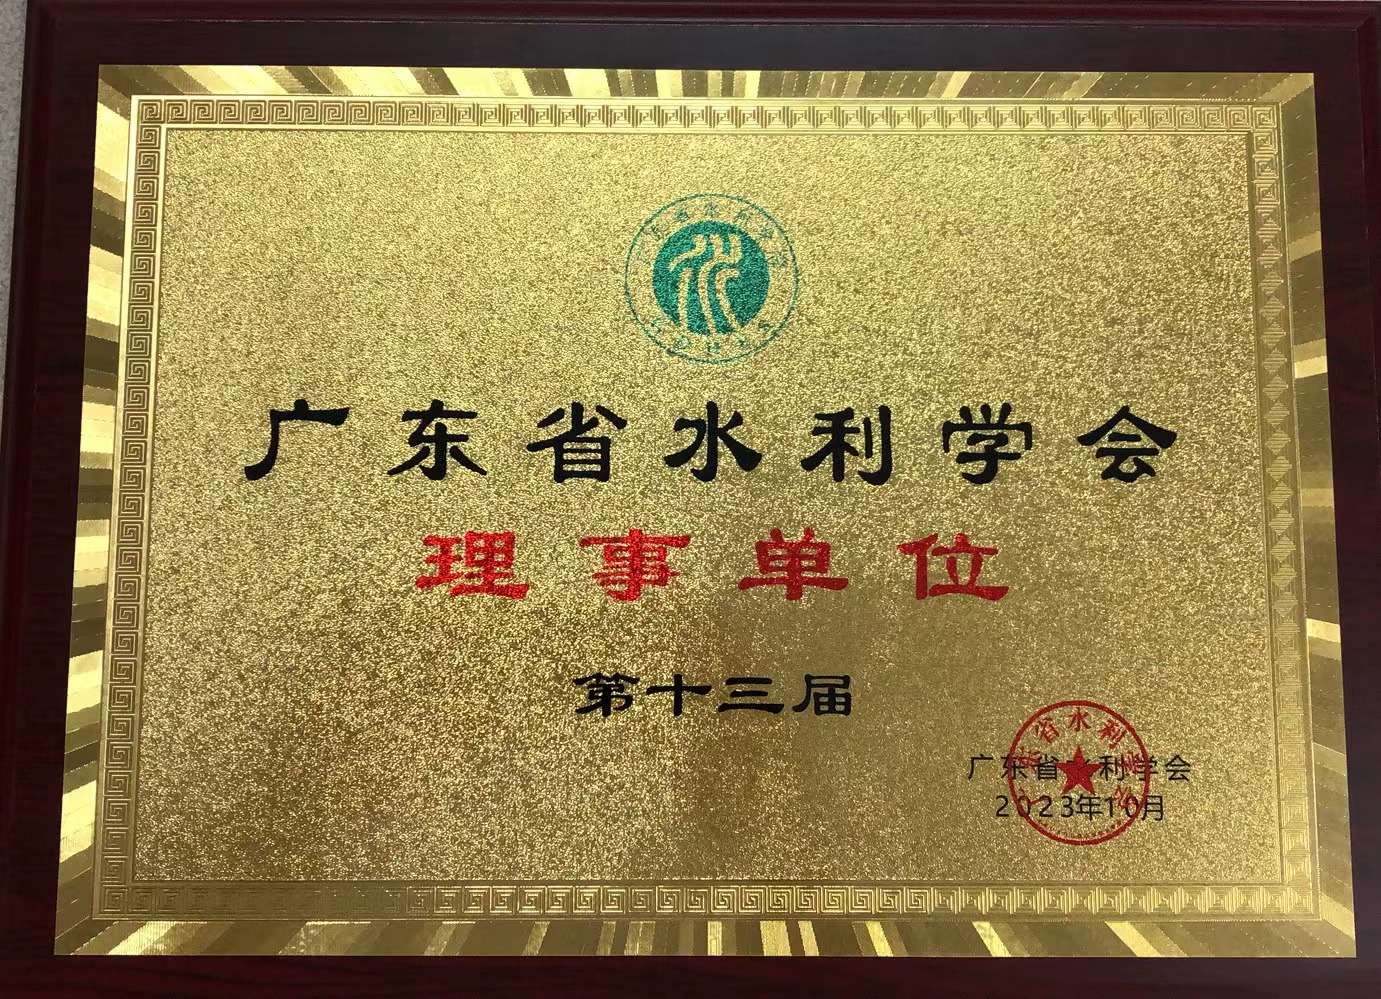 广东省水利学会
理事单位
第十三届
广东省水利学会
2023年10月